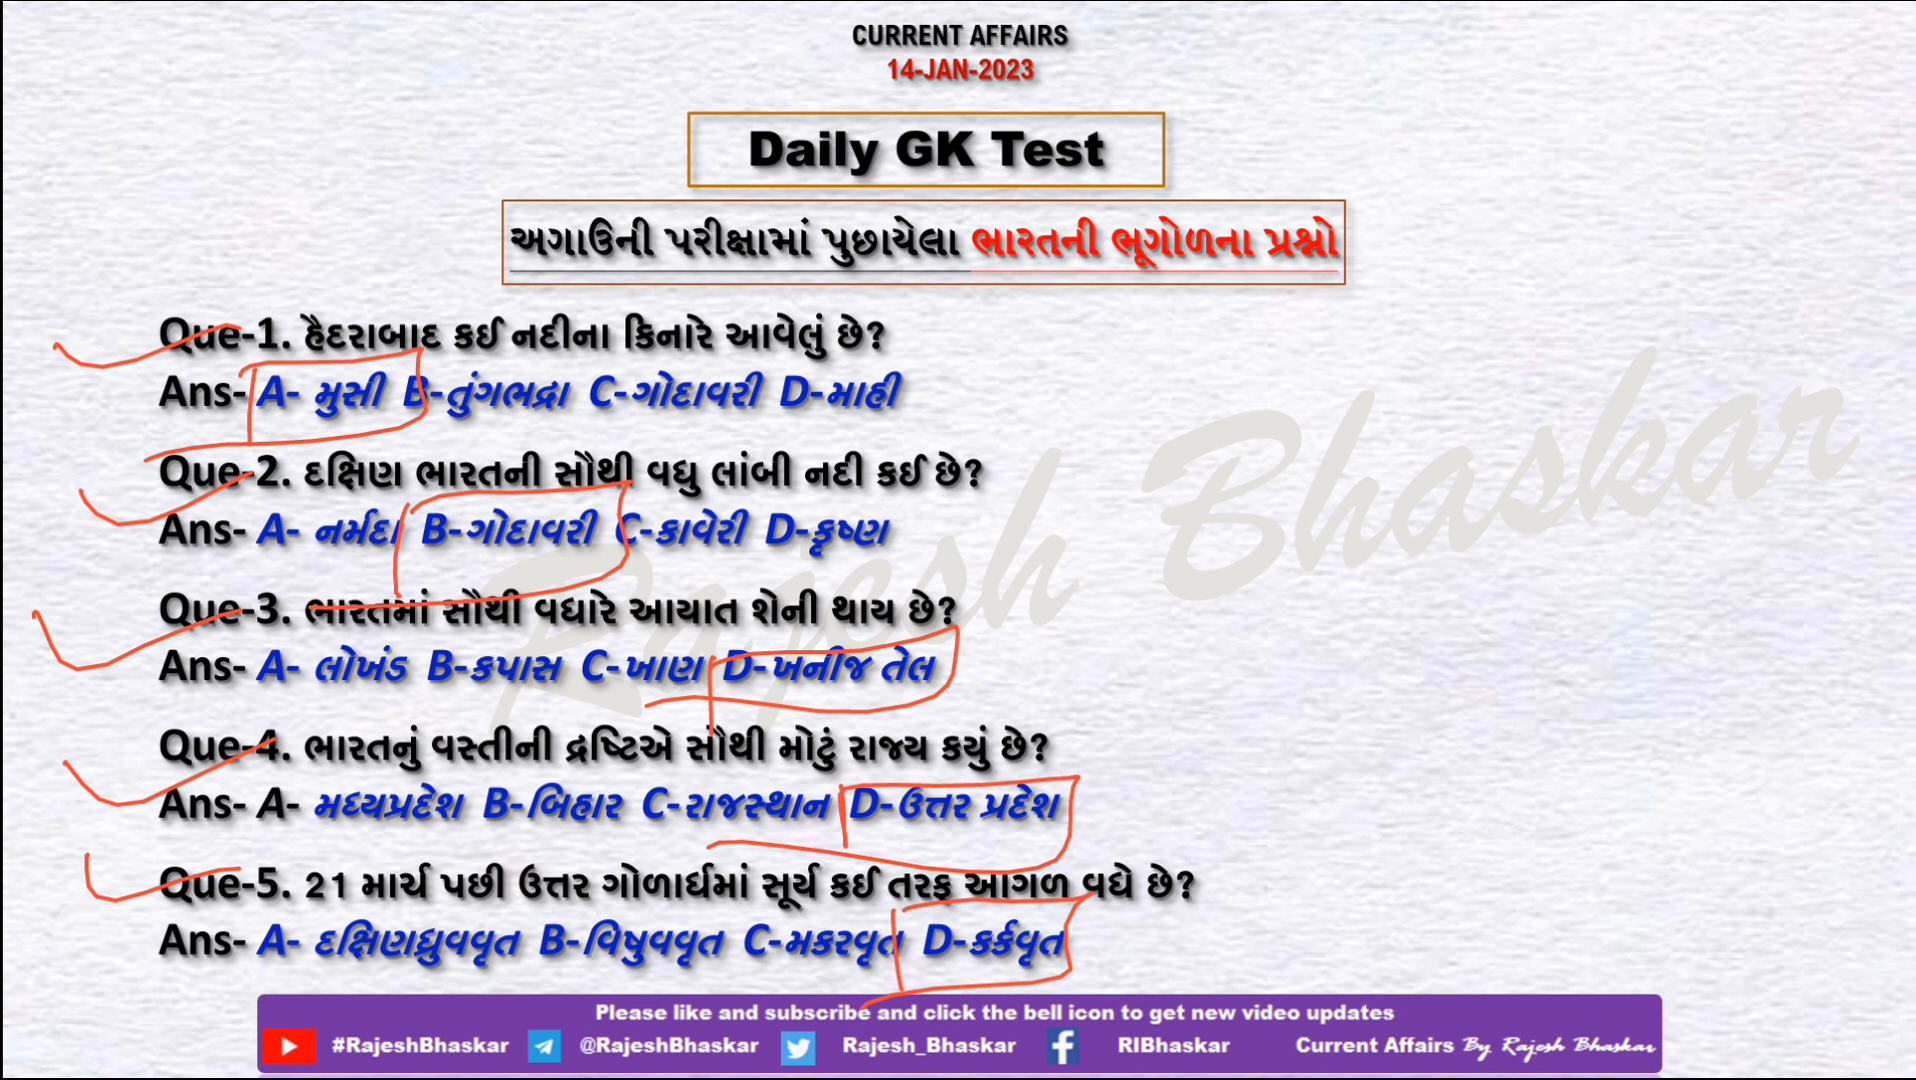 CURRENT AFFAIRS
14-JAN-2023
Daily GK Test
અગાઉની પરીક્ષામાં પુછાયેલા ભારતની ભૂગોળના પ્રશ્નો
Que-1. હૈદરાબાદ કઈ નદીના કિનારે આવેલું છે?
Ans- A- મુસી B-તુંગભદ્રા C-ગોદાવરી D-માહી
Que-2. દક્ષિણ ભારતની સૌથી વધુ લાંબી નદી કઈ છે?
Ans- A- નર્મદા B-ગોદાવરી C-કાવેરી D-કૃષ્ણ
Que-3. ભારતમાં સૌથી વધારે આયાત શેની થાય છે?
Ans- A- લોખંડ B-કપાસ C-ખાણ D-ખનીજ તેલ
Que-4. ભારતનું વસ્તીની દ્રષ્ટિએ સૌથી મોટું રાજ્ય કયું છે?
Ans- A- મધ્યપ્રદેશ B-બિહાર C-રાજસ્થાન D-ઉત્તર પ્રદેશ
Que-5. 21 માર્ચ પછી ઉત્તર ગોળાર્ધમાં સૂર્ય કઈ તરફ આગળ વધે છે?
Ans- A- દક્ષિણધ્રુવવૃત B-વિષુવવૃત C-મકરવૃત D-કર્કવૃત
Rajesh Bhaskar
Please like and subscribe and click the bell icon to get new video updates
#RajeshBhaskar @RajeshBhaskar Rajesh_Bhaskar f RIBhaskar Current Affairs By Rajesh Bhaskar